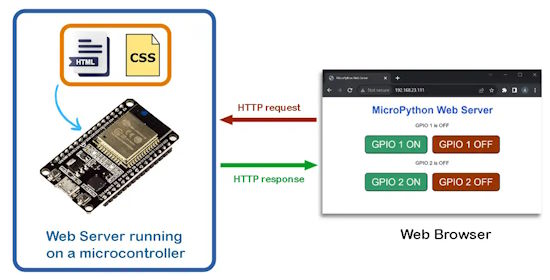 HTML
CSS
Web Server running
on a microcontroller
HTTP request
HTTP response
MicroPython Web Server
Not secure 192.168.23.131
MicroPython Web Server
GPIO 1 is OFF
GPIO 1 ON GPIO 1 OFF
GPIO 2 is OFF
GPIO 2 ON GPIO 2 OFF
Web Browser